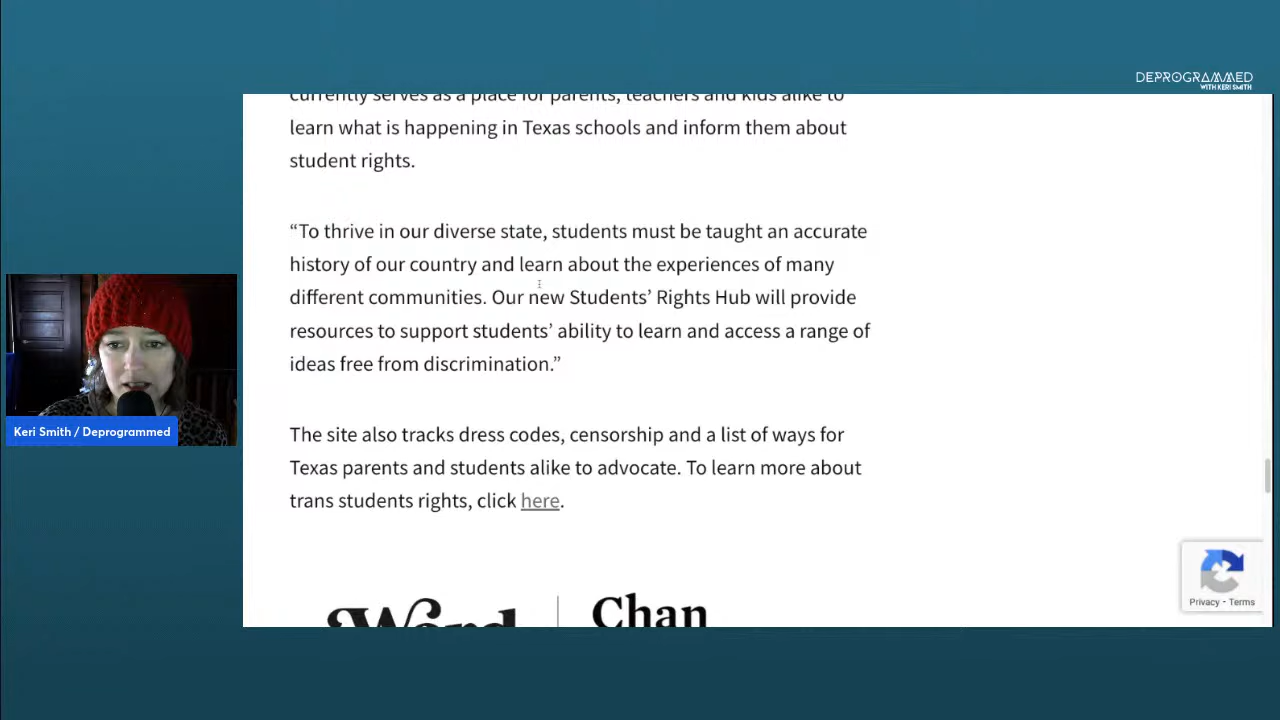 DEPROGRAMMED
WITH KERI SMITH
currently serves as a place for parents, teachers and kids alike to
learn what is happening in Texas schools and inform them about
student rights.
“To thrive in our diverse state, students must be taught an accurate
history of our country and learn about the experiences of many
different communities. Our new Students’ Rights Hub will provide
resources to support students’ ability to learn and access a range of
ideas free from discrimination.”
Keri Smith / Deprogrammed
The site also tracks dress codes, censorship and a list of ways for
Texas parents and students alike to advocate. To learn more about
trans students rights, click here.
Privacy - Terms
Word
Chan